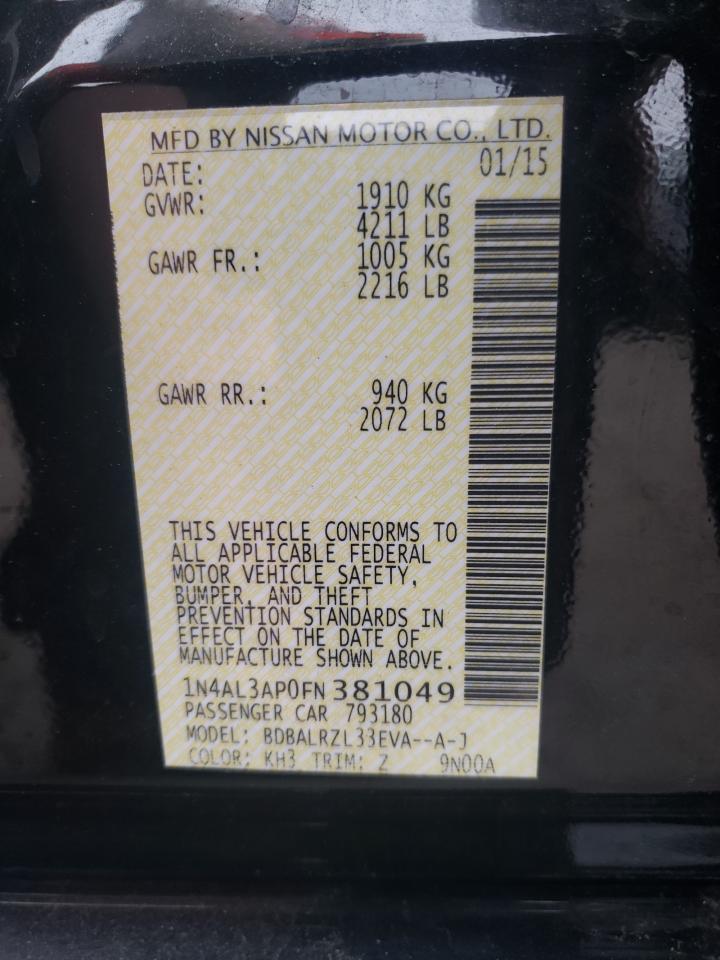 MFD BY NISSAN MOTOR CO., LTD.
DATE: 01/15
GVWR: 1910 KG
4211 LB
GAWR FR.: 1005 KG
2216 LB
GAWR RR.: 940 KG
2072 LB
THIS VEHICLE CONFORMS TO
ALL APPLICABLE FEDERAL
MOTOR VEHICLE SAFETY,
BUMPER, AND THEFT
PREVENTION STANDARDS IN
EFFECT ON THE DATE OF
MANUFACTURE SHOWN ABOVE.
1N4AL3AP0FN381049
PASSENGER CAR 793180
MODEL: BDBALRZL33EVA--A-J
COLOR: KH3 TRIM: Z 9N00A